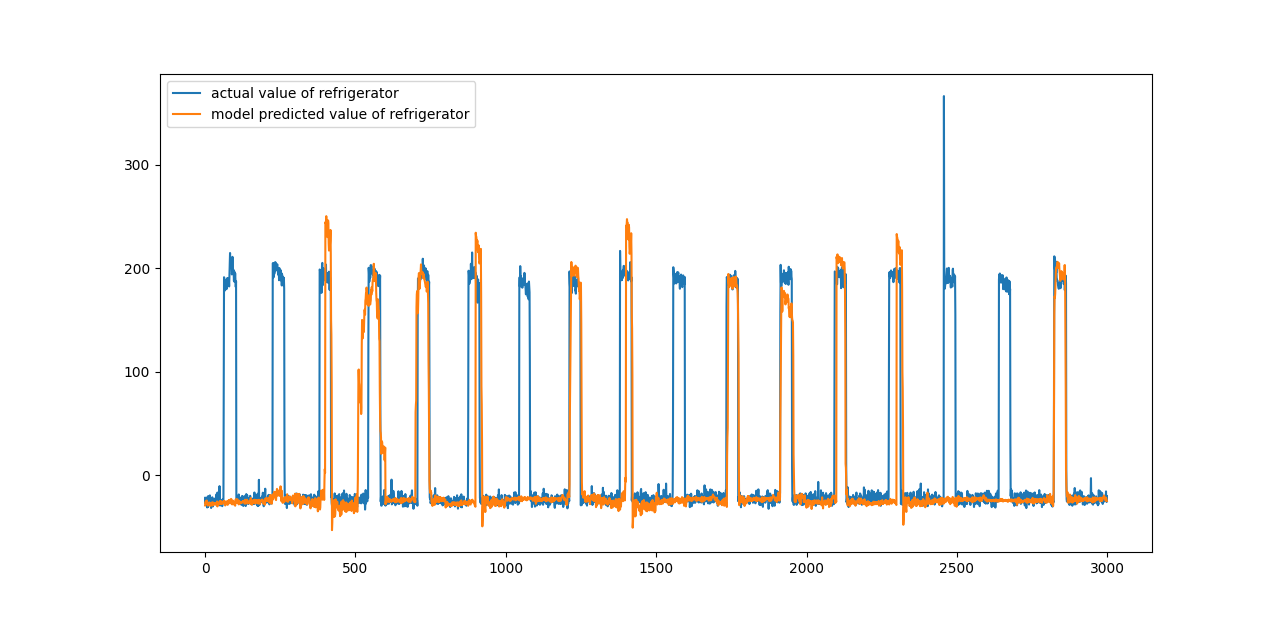 actual value of refrigerator
model predicted value of refrigerator
300
200
100
0
0 500 1000 1500 2000 2500 3000